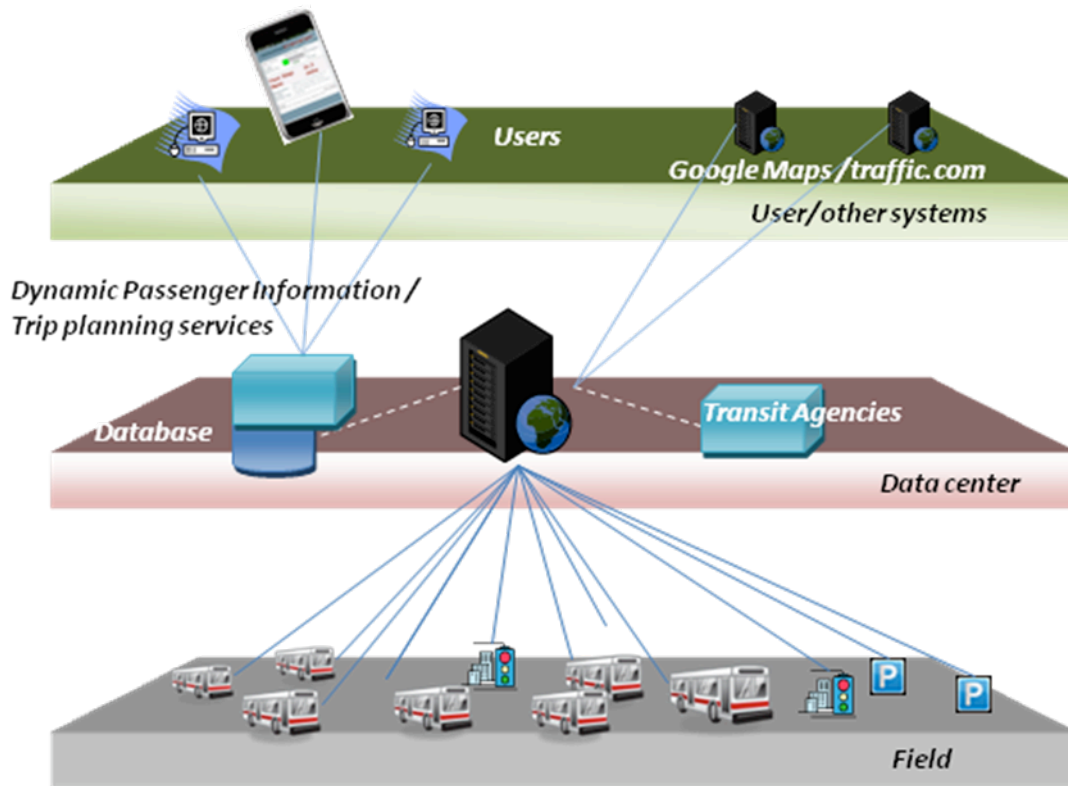 Users
Google Maps/traffic.com
User/other systems
Dynamic Passenger Information /
Trip planning services
Transit Agencies
Database
Data center
P
P
Field